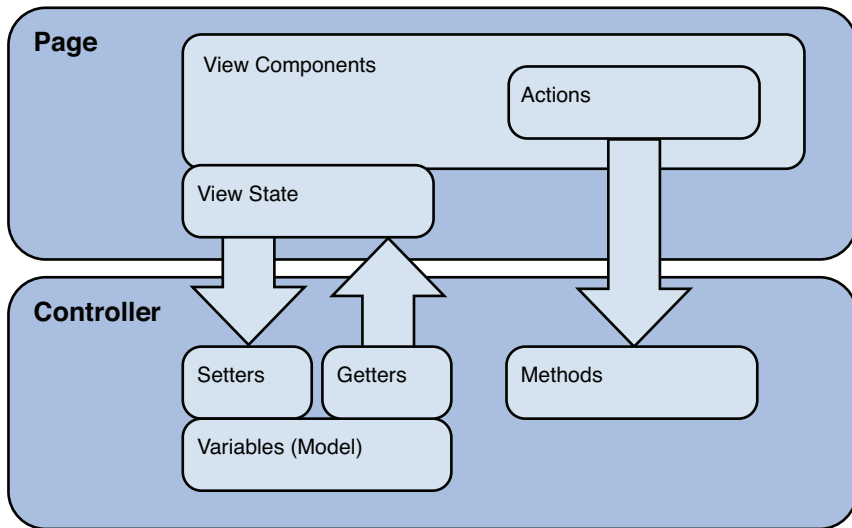 Page
View Components
Actions
View State
Controller
Setters
Getters
Methods
Variables (Model)